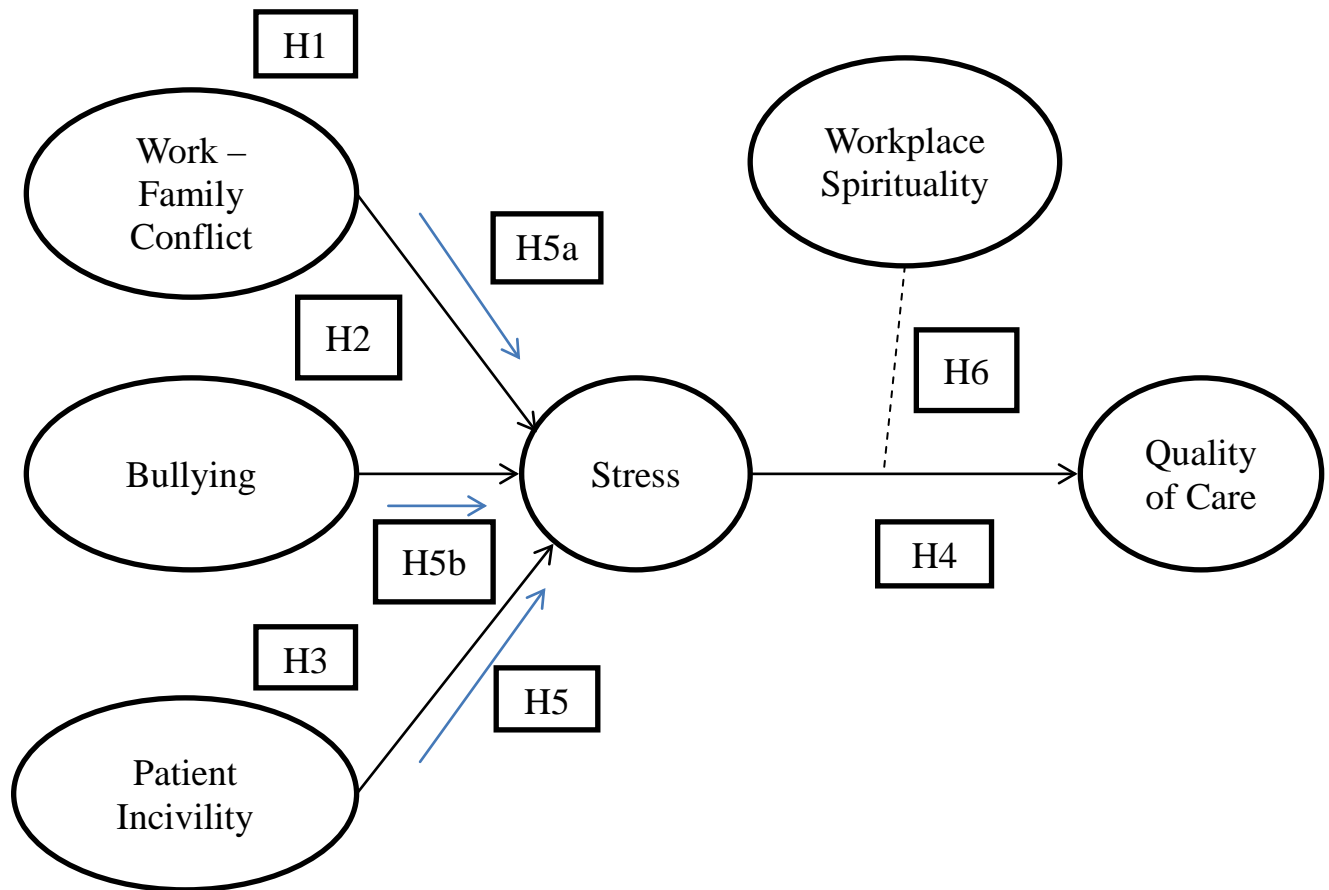 H1
Work –
Family
Conflict
Workplace
Spirituality
H5a
H2
H6
Bullying
Stress
Quality
of Care
H5b
H4
H3
H5
Patient
Incivility